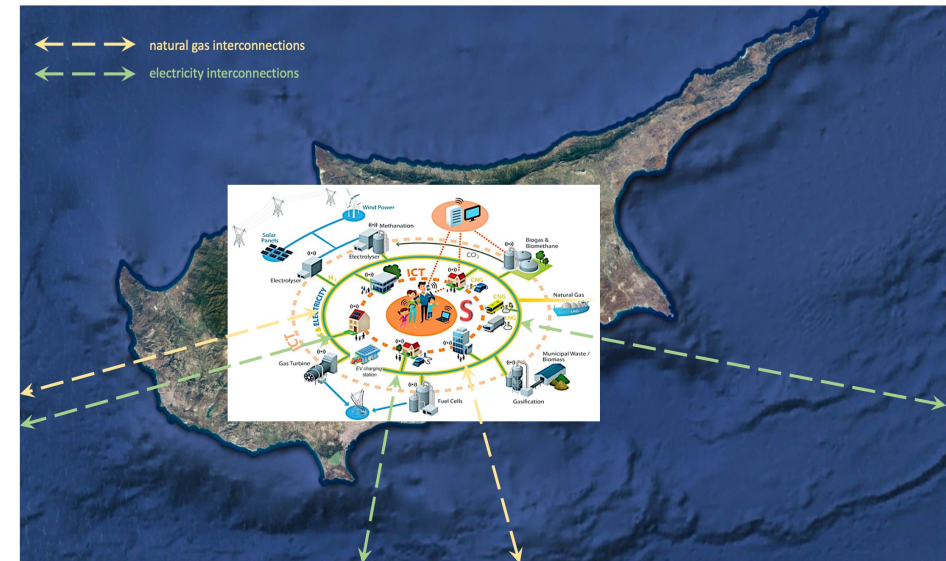 natural gas interconnections
electricity interconnections
Wind Power
Methanation
Solar
Panels
Electrolyser
Biogas &
Biomethane
CO2
Electrolyser
H2
ICT
CNG
CNG
LNG
Natural Gas
LNG
ELECTRICITY
S
Gas Turbine
EV charging
station
Municipal Waste /
Biomass
Fuel Cells
Gasification